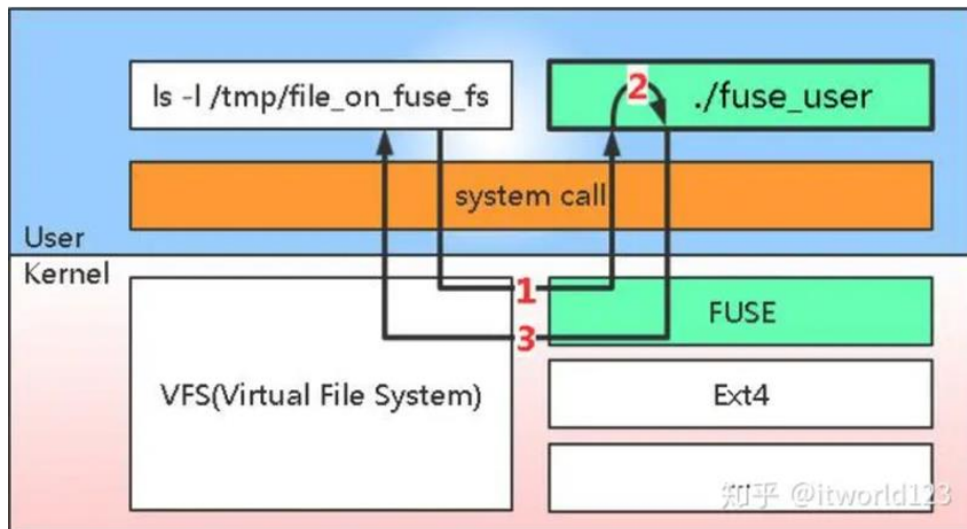 ls -l /tmp/file_on_fuse_fs
2
./fuse_user
system call
User
Kernel
1
FUSE
3
VFS(Virtual File System)
Ext4
...
知乎 @itworld123